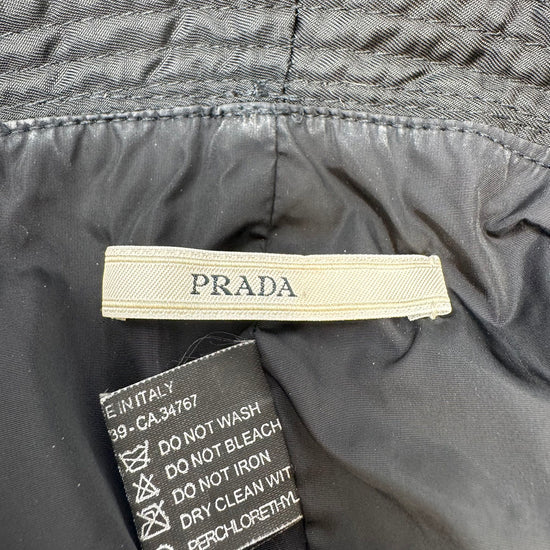 PRADA
E IN ITALY
39-CA.34767
DO NOT WASH
DO NOT BLEACH
DO NOT IRON
DRY CLEAN WIT
PERCHLORETHYL